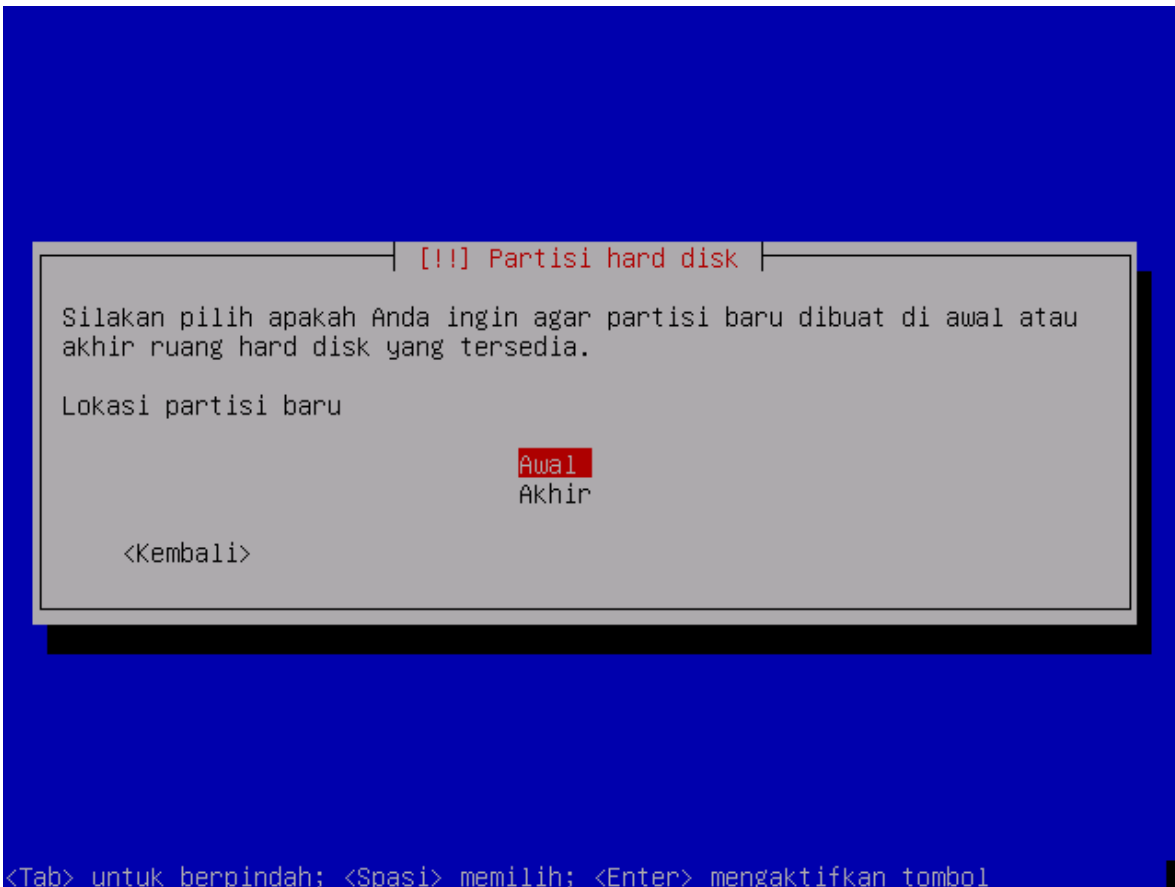 [!!] Partisi hard disk
Silakan pilih apakah Anda ingin agar partisi baru dibuat di awal atau
akhir ruang hard disk yang tersedia.
Lokasi partisi baru
Awal
Akhir
<Kembali>
<Tab> untuk berpindah; <Spasi> memilih; <Enter> mengaktifkan tombol